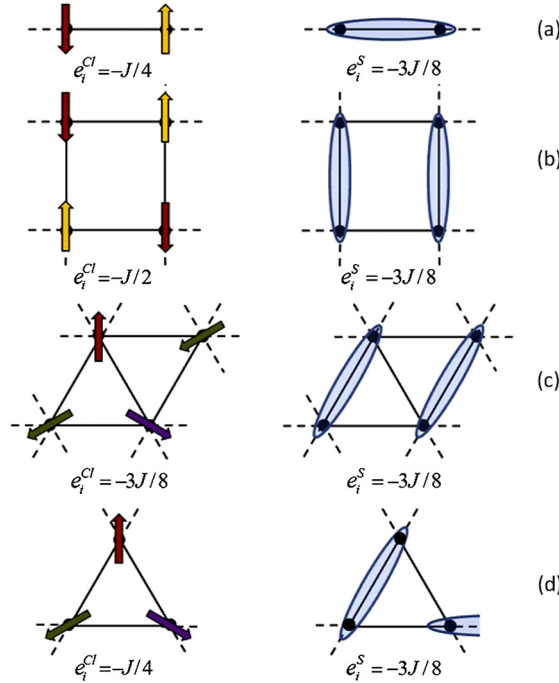 (a)
e_i^{Cl}=-J/4 e_i^S=-3J/8
(b)
e_i^{Cl}=-J/2 e_i^S=-3J/8
(c)
e_i^{Cl}=-3J/8 e_i^S=-3J/8
(d)
e_i^{Cl}=-J/4 e_i^S=-3J/8